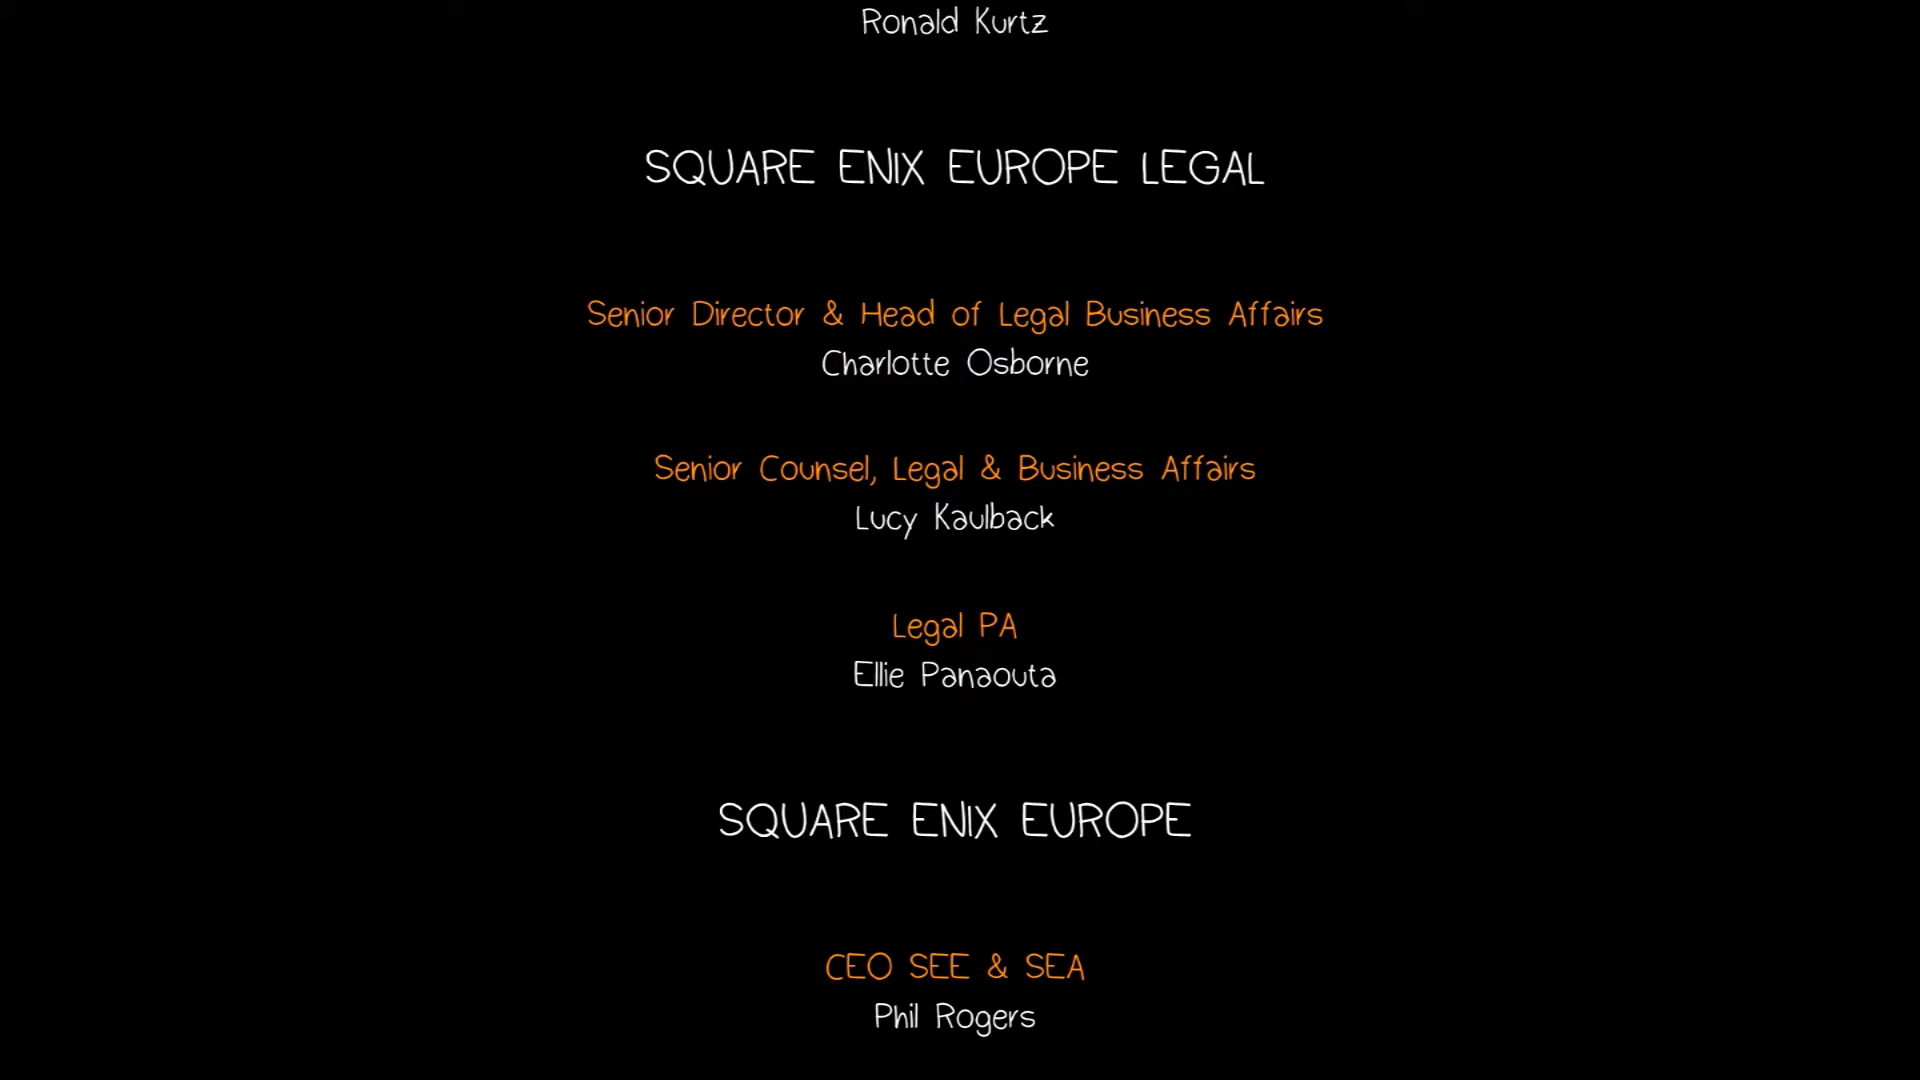 Ronald Kurtz
SQUARE ENIX EUROPE LEGAL
Senior Director & Head of Legal Business Affairs
Charlotte Osborne
Senior Counsel, Legal & Business Affairs
Lucy Kaulback
Legal PA
Ellie Panaouta
SQUARE ENIX EUROPE
CEO SEE & SEA
Phil Rogers